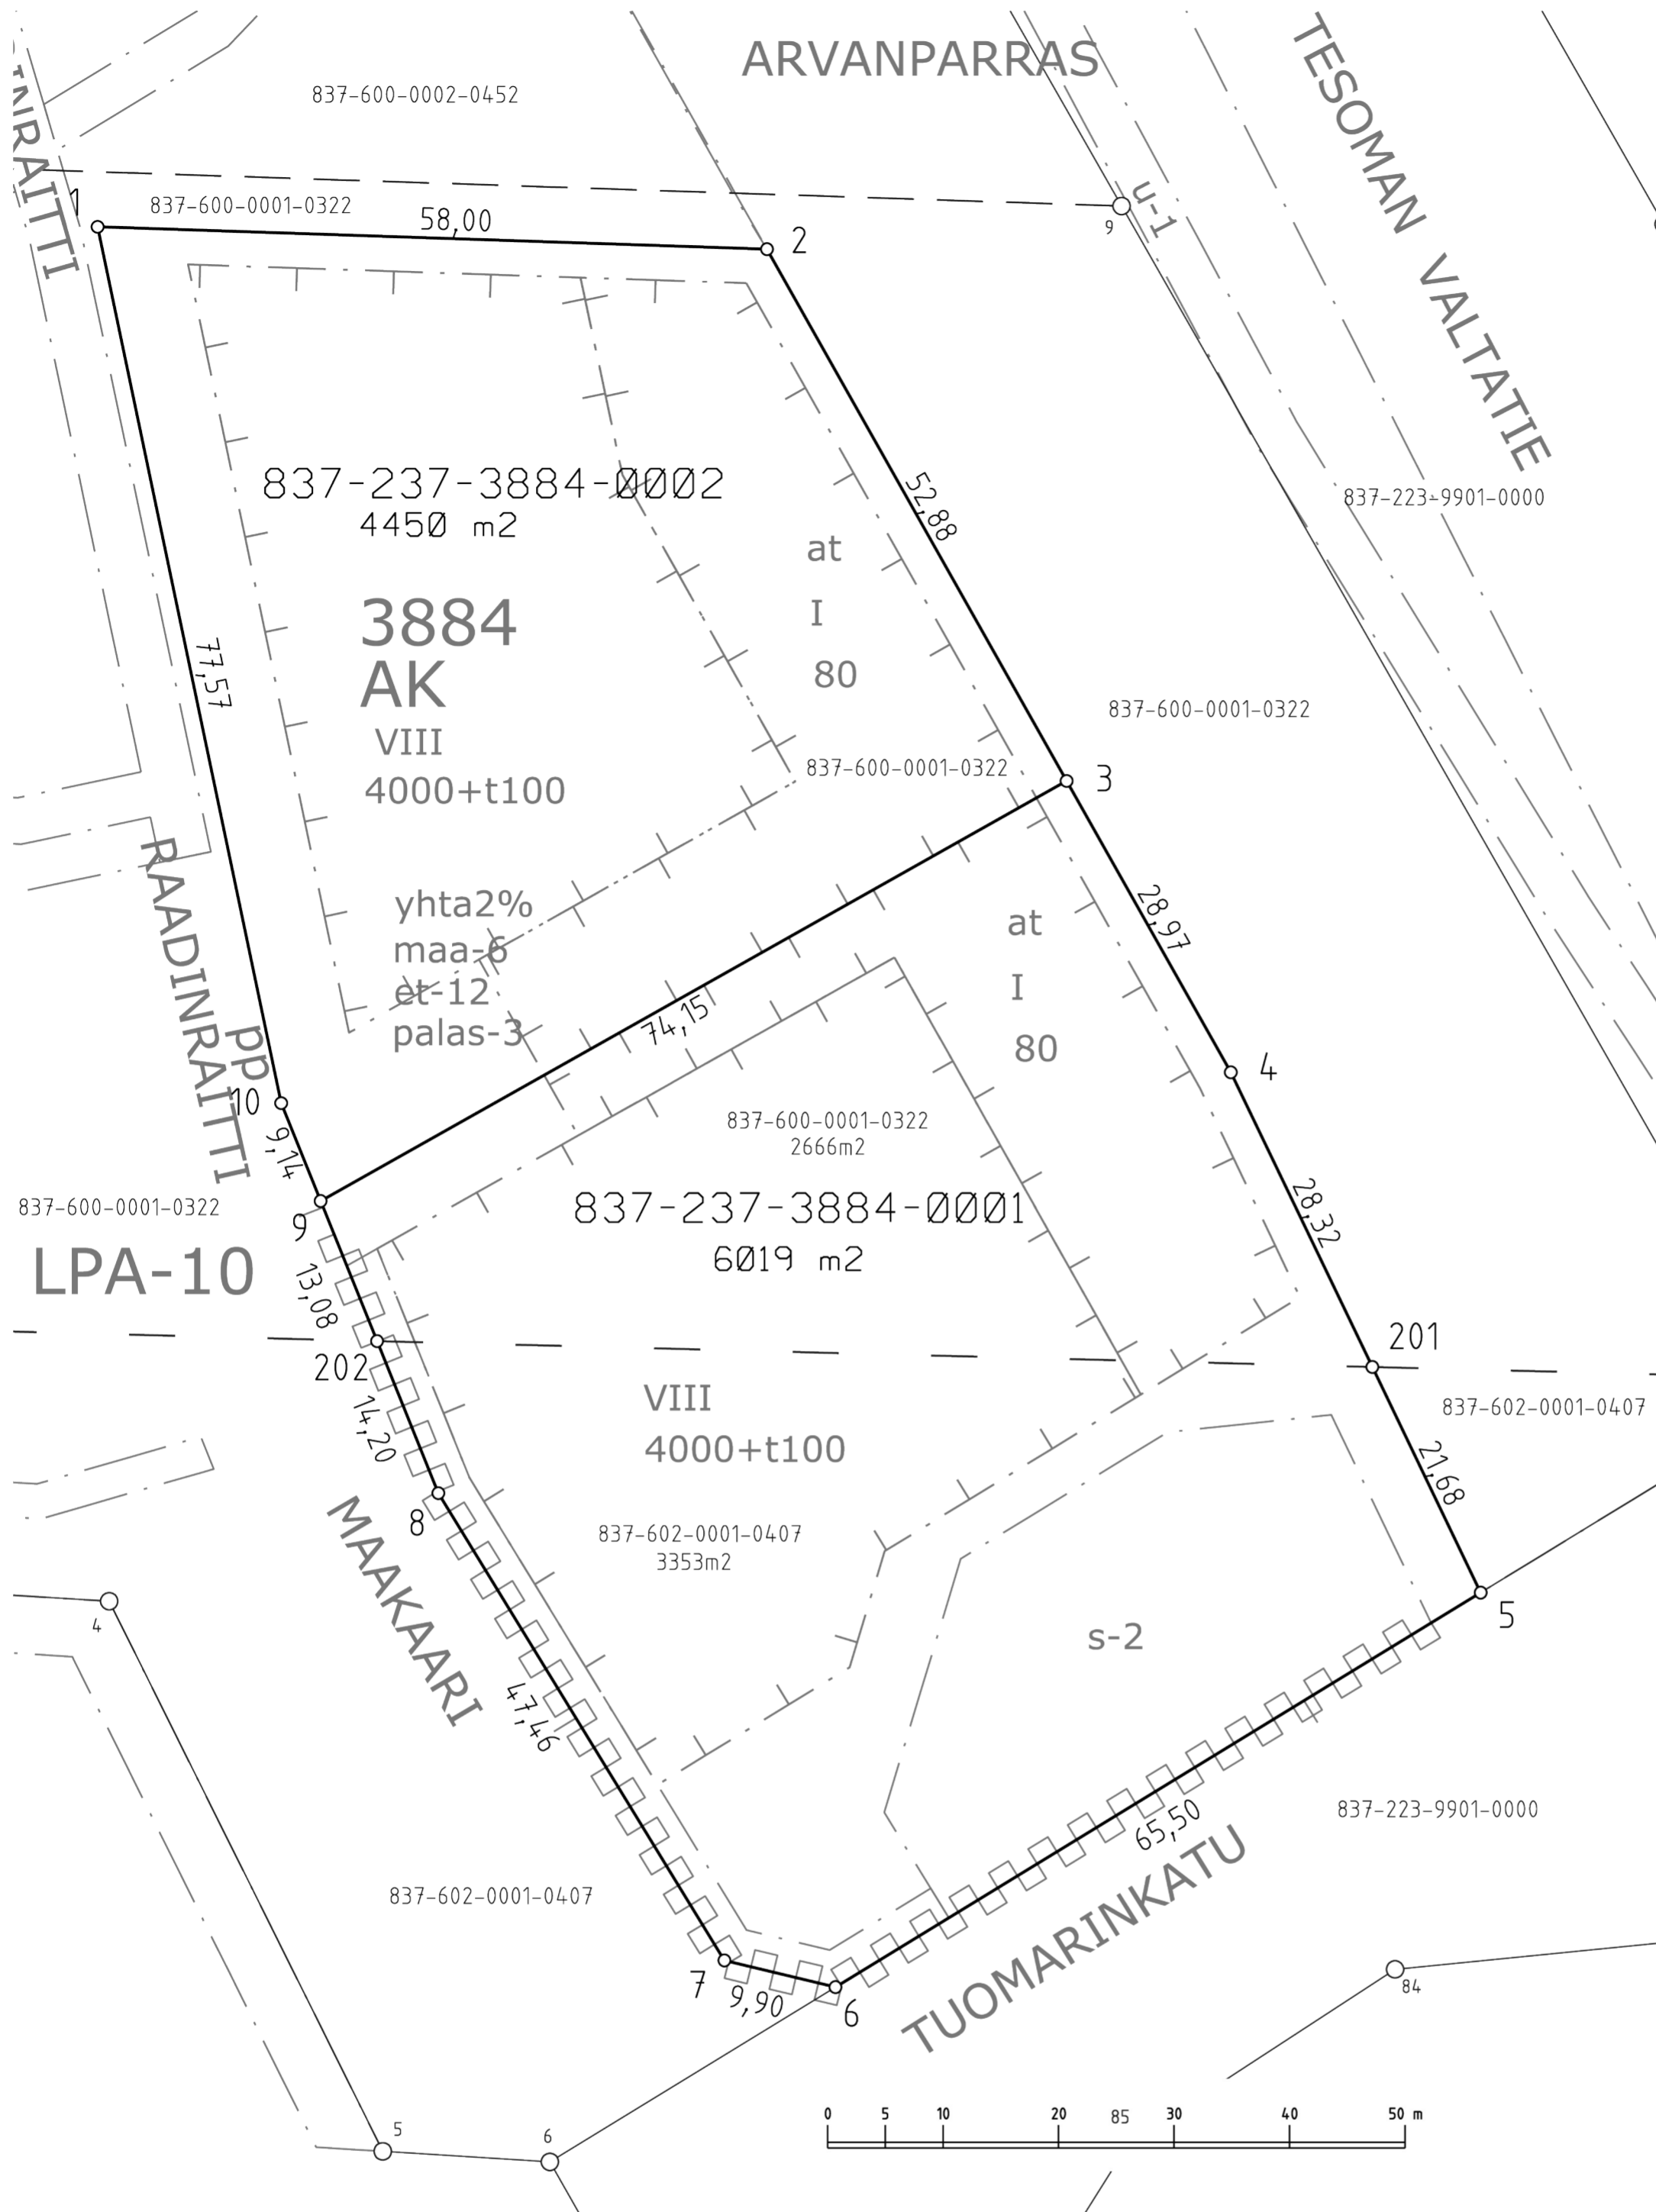 ARVANPARRAS
TESOMAN VALTATIE
837-600-0002-0452
INRAITTI
1
837-600-0001-0322
58,00
2
9
u-1
837-237-3884-0002
4450 m2
52,88
837-223-9901-0000
at
I
80
3884
AK
VIII
4000+t100
77,57
837-600-0001-0322
837-600-0001-0322
3
RAADINRAITTI
yhta2%
maa-6
et-12
palas-3
at
I
80
28,97
74,15
pp
10
4
9,14
837-600-0001-0322
2666m2
837-600-0001-0322
9
837-237-3884-0001
6019 m2
28,32
LPA-10
13,08
202
201
VIII
4000+t100
837-602-0001-0407
14,20
21,68
8
837-602-0001-0407
3353m2
MAAKAARI
4
5
s-2
47,46
65,50
837-223-9901-0000
TUOMARINKATU
837-602-0001-0407
7
9,90
6
84
5
6
0 5 10 20 85 30 40 50 m